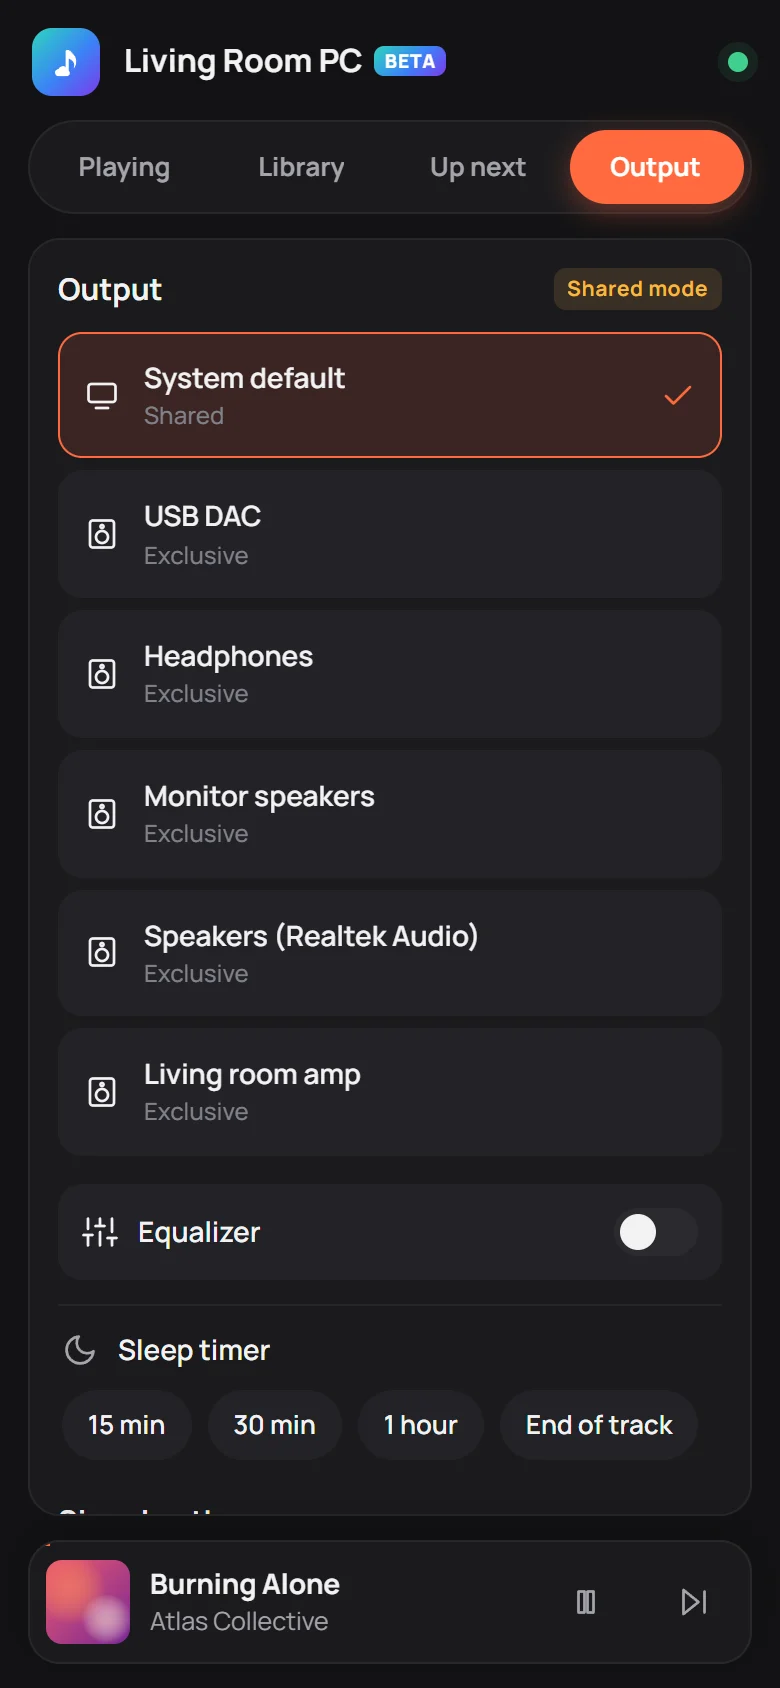 Living Room PC BETA
Playing Library Up next Output
Output Shared mode
System default
Shared
USB DAC
Exclusive
Headphones
Exclusive
Monitor speakers
Exclusive
Speakers (Realtek Audio)
Exclusive
Living room amp
Exclusive
Equalizer
Sleep timer
15 min 30 min 1 hour End of track
Burning Alone
Atlas Collective